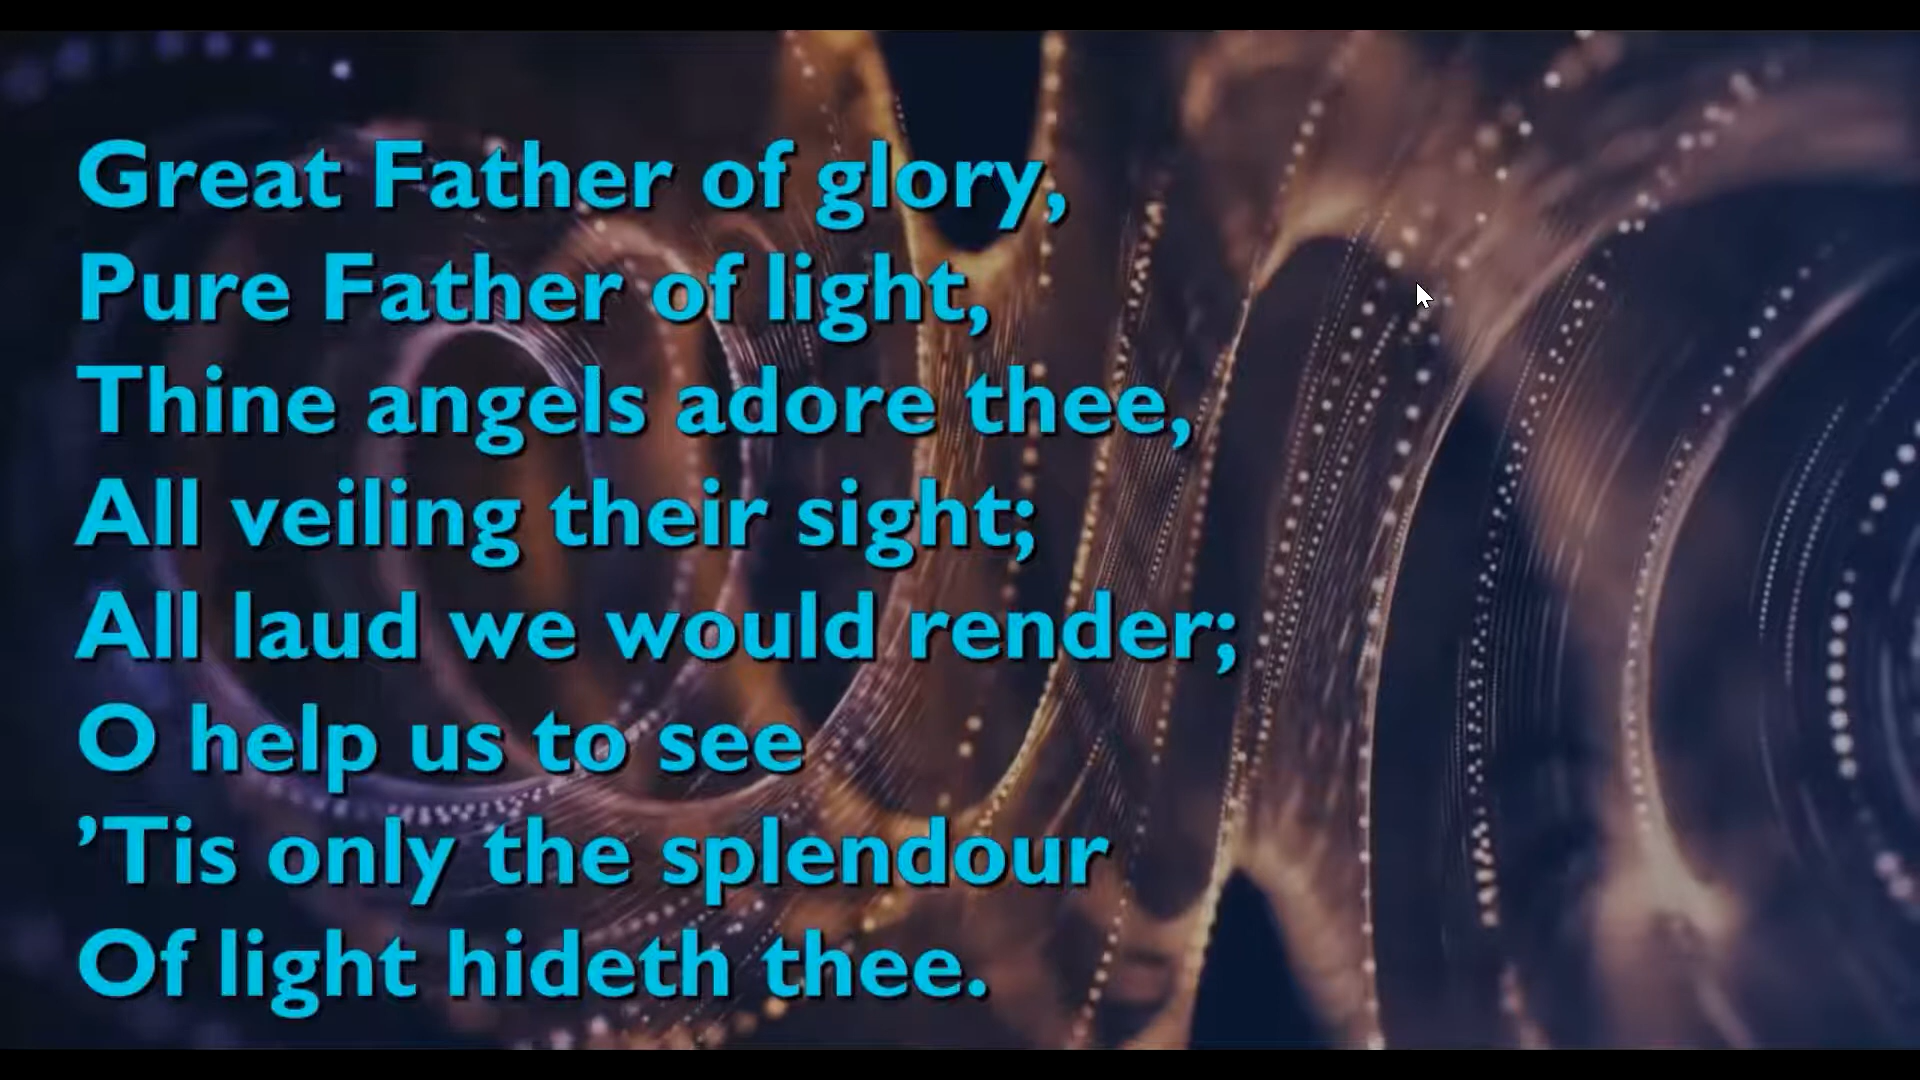 Great Father of glory,
Pure Father of light,
Thine angels adore thee,
All veiling their sight;
All laud we would render;
O help us to see
’Tis only the splendour
Of light hideth thee.